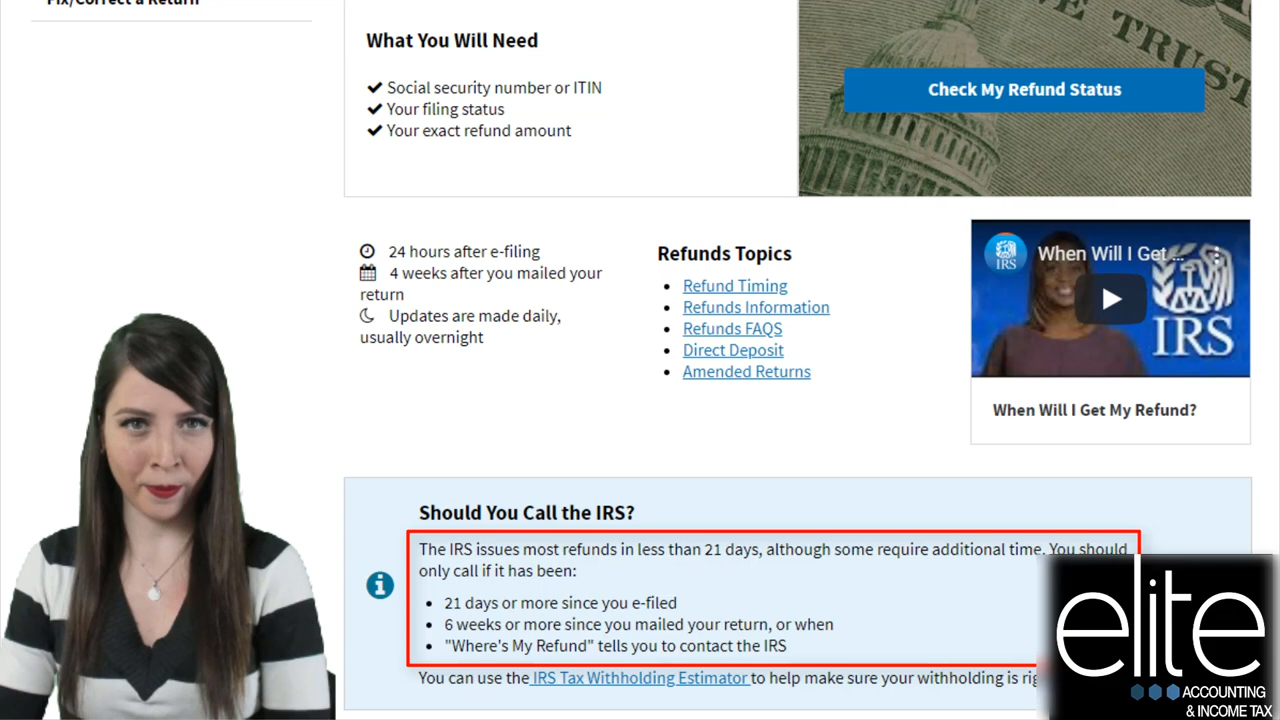 Fix/Correct a Return
What You Will Need
Social security number or ITIN
Your filing status
Your exact refund amount
WE TRUST
Check My Refund Status
24 hours after e-filing
4 weeks after you mailed your
return
Updates are made daily,
usually overnight
Refunds Topics
Refund Timing
Refunds Information
Refunds FAQS
Direct Deposit
Amended Returns
IRS
When Will I Get ...
IRS
When Will I Get My Refund?
Should You Call the IRS?
The IRS issues most refunds in less than 21 days, although some require additional time. You should
only call if it has been:
21 days or more since you e-filed
6 weeks or more since you mailed your return, or when
"Where's My Refund" tells you to contact the IRS
You can use the IRS Tax Withholding Estimator to help make sure your withholding is
elite
ACCOUNTING
& INCOME TAX